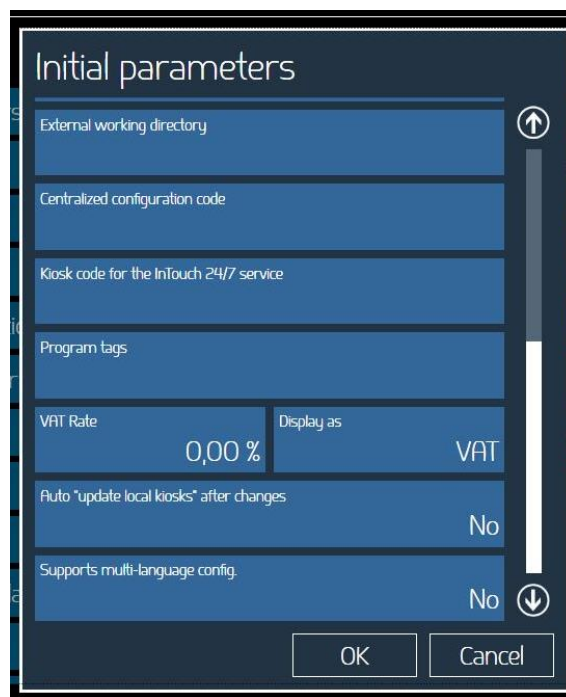 Initial parameters
External working directory
Centralized configuration code
Kiosk code for the InTouch 24/7 service
Program tags
VAT Rate
0,00 %
Display as
VAT
Auto "update local kiosks" after changes
No
Supports multi-language config.
No
OK
Cancel